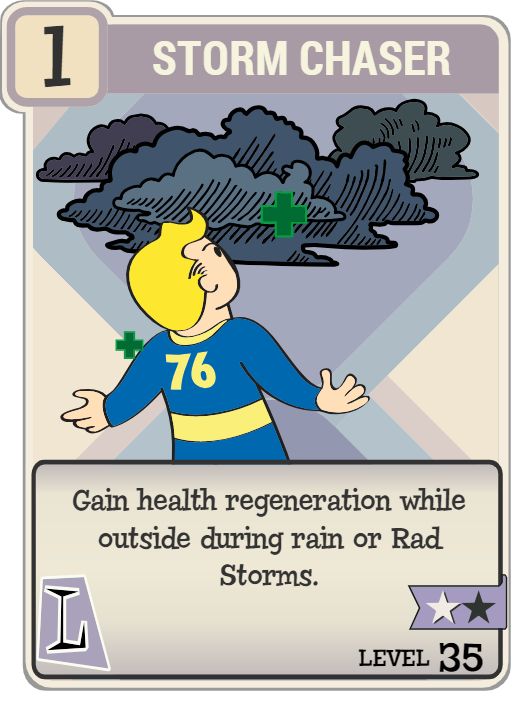 1
STORM CHASER
76
Gain health regeneration while
outside during rain or Rad
Storms.
L
LEVEL 35